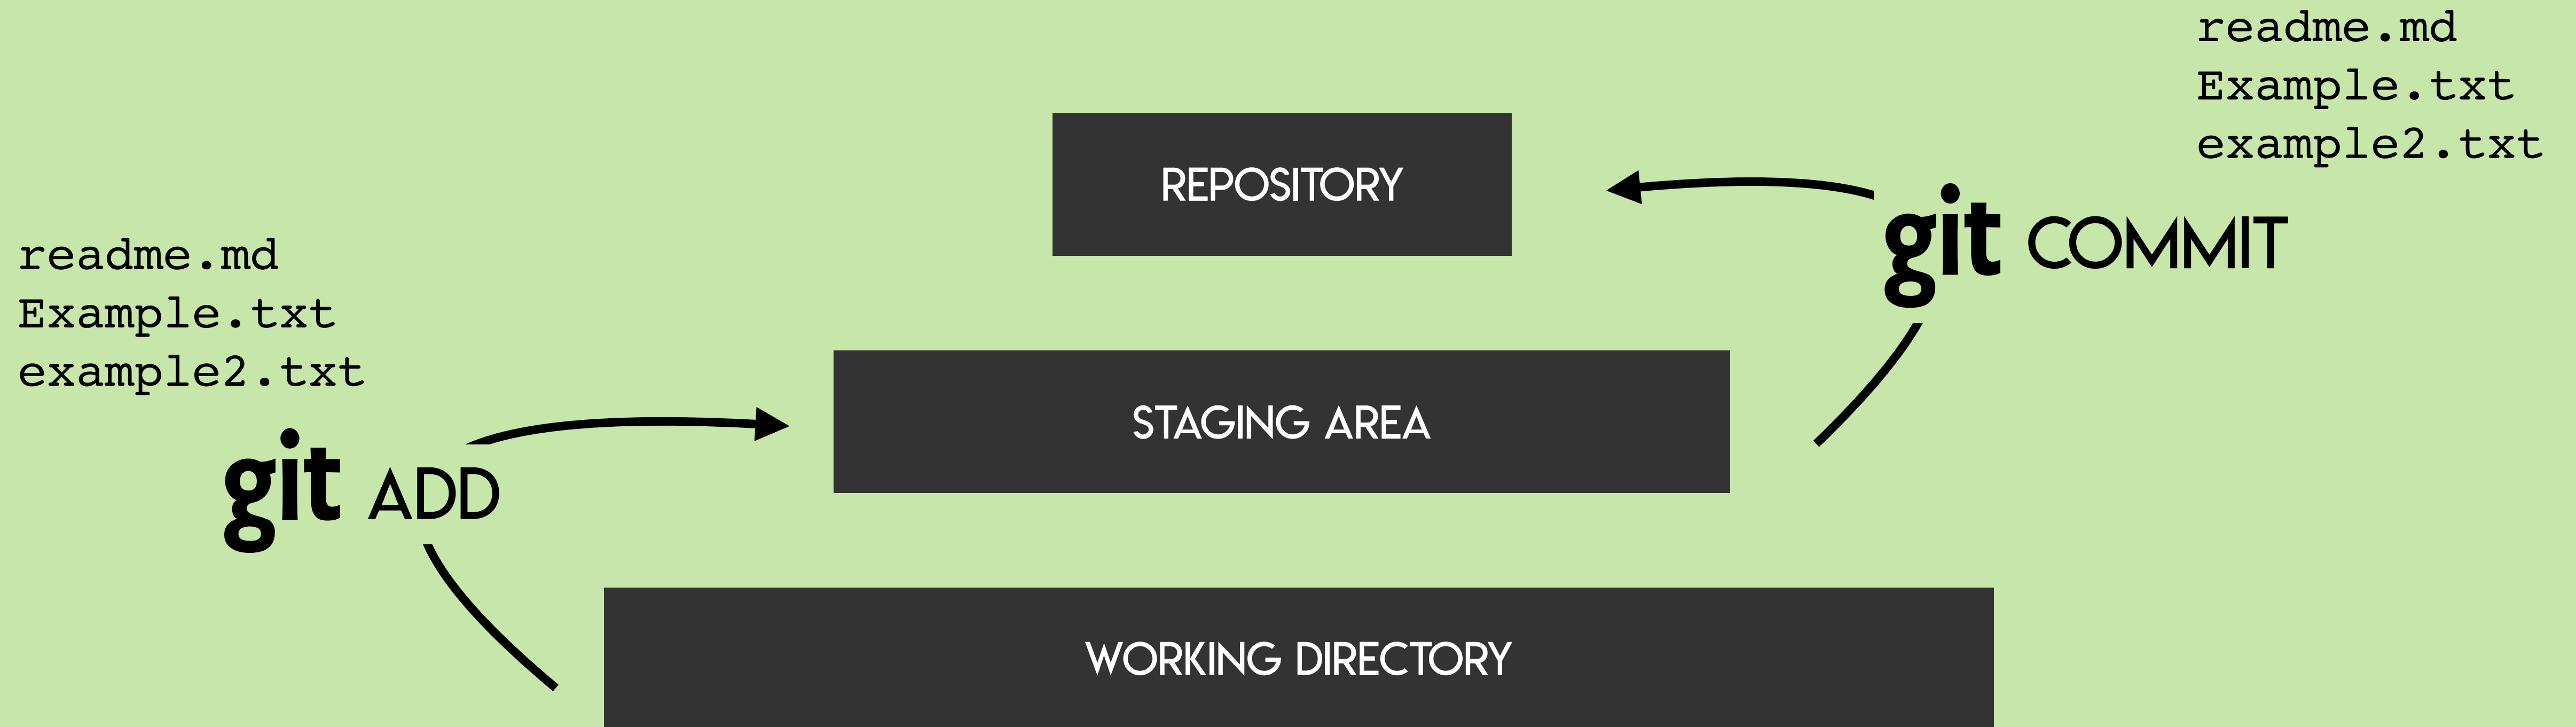 readme.md
Example.txt
example2.txt
REPOSITORY
git COMMIT
readme.md
Example.txt
example2.txt
STAGING AREA
git ADD
WORKING DIRECTORY